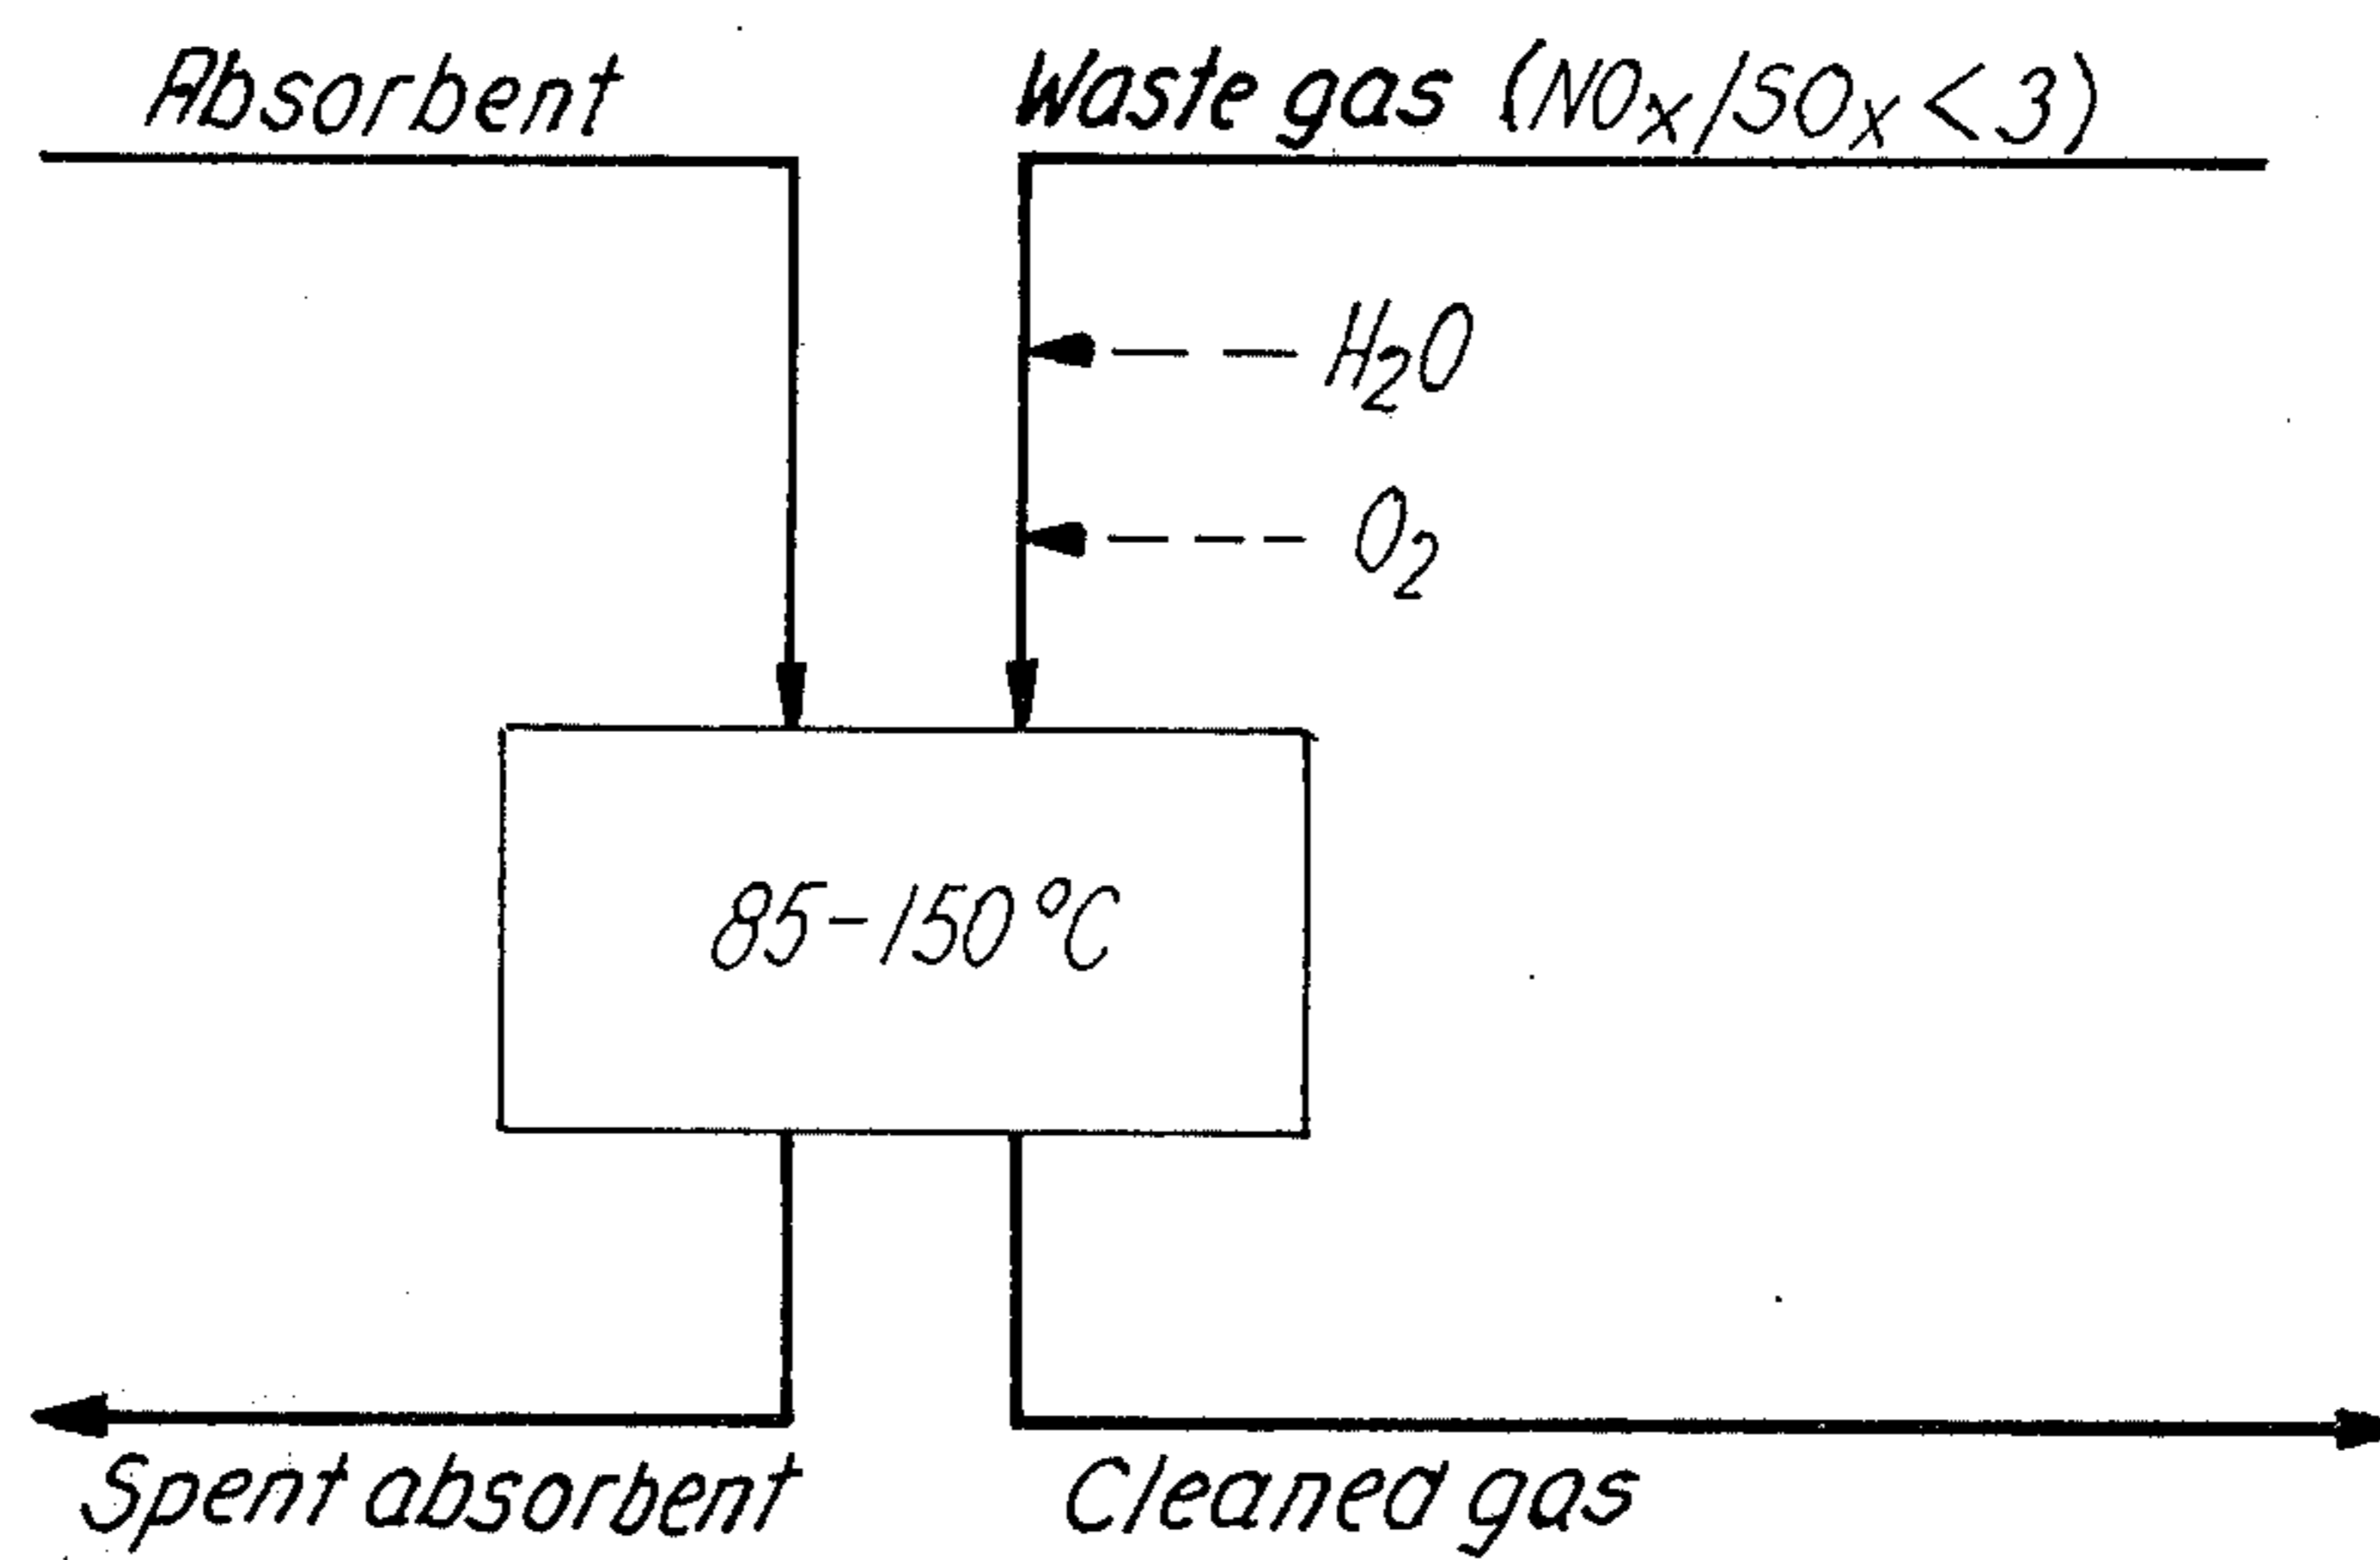 Absorbent
Waste gas (NOx/SOx < 3)
H2O
O2
85-150°C
Spent absorbent
Cleaned gas